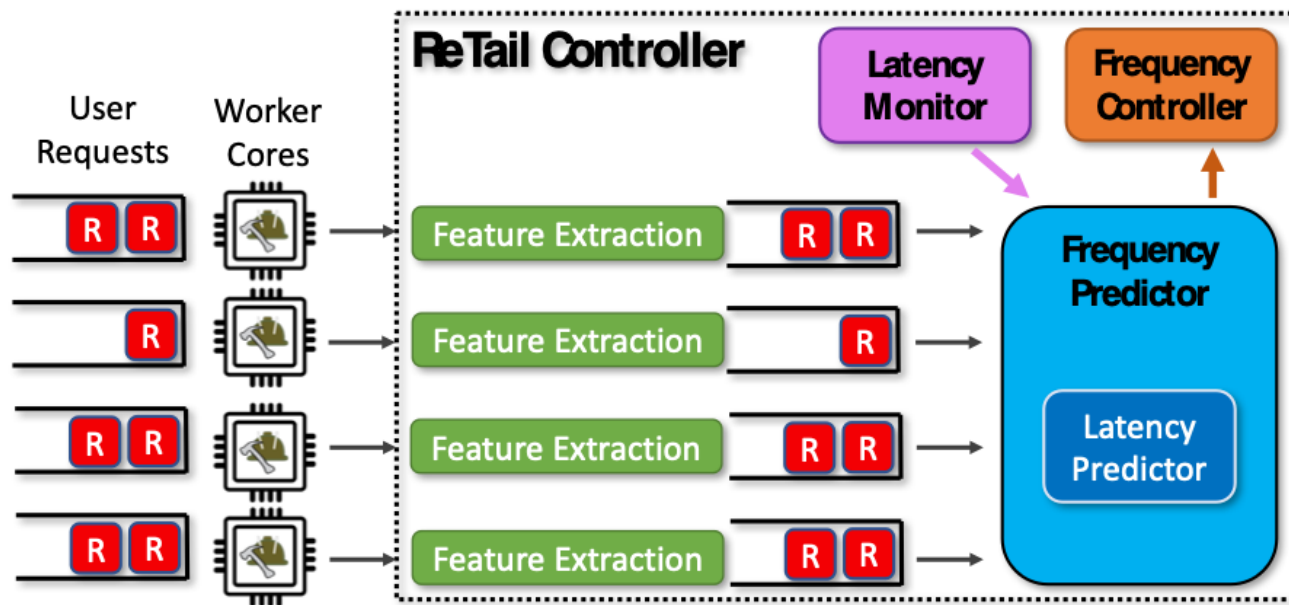 ReTail Controller
Latency
Monitor
Frequency
Controller
User
Requests
Worker
Cores
R R
Feature Extraction
R R
Frequency
Predictor
R
Feature Extraction
R
R R
Feature Extraction
R R
Latency
Predictor
R R
Feature Extraction
R R